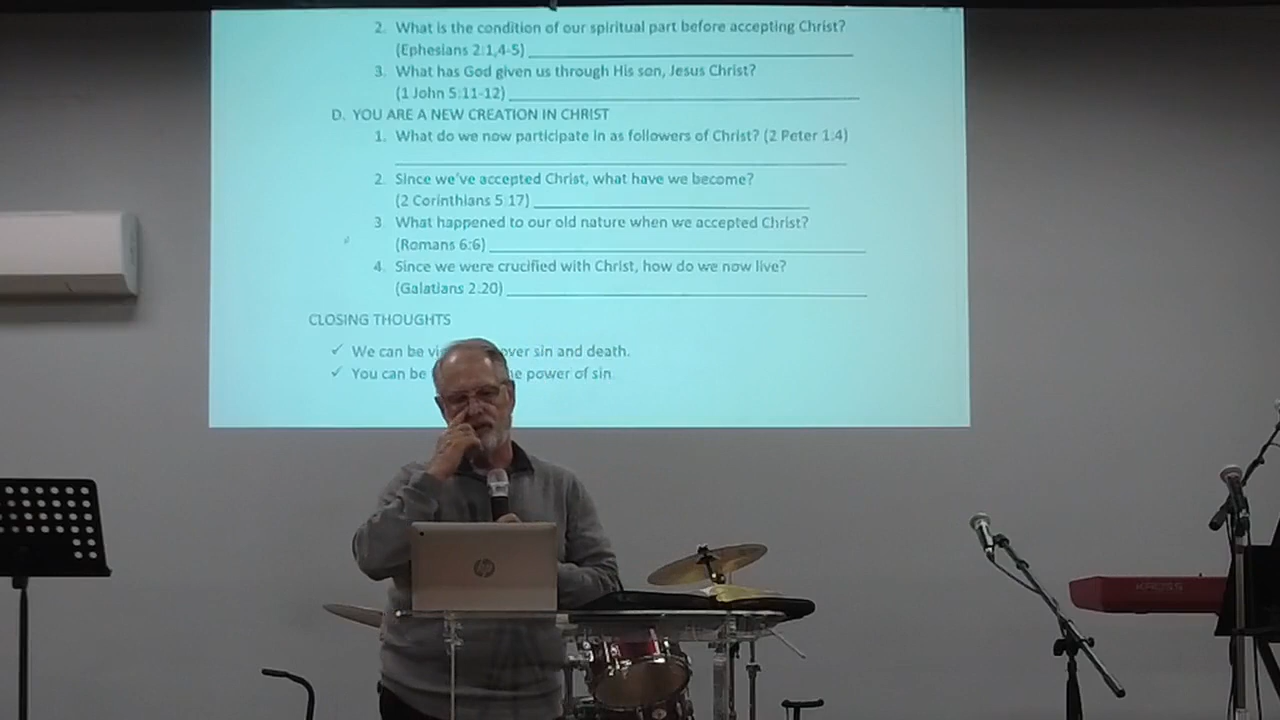 2. What is the condition of our spiritual part before accepting Christ?
(Ephesians 2:1,4-5)
3. What has God given us through His son, Jesus Christ?
(1 John 5:11-12)
D. YOU ARE A NEW CREATION IN CHRIST
1. What do we now participate in as followers of Christ? (2 Peter 1:4)
2. Since we've accepted Christ, what have we become?
(2 Corinthians 5:17)
3. What happened to our old nature when we accepted Christ?
(Romans 6:6)
4. Since we were crucified with Christ, how do we now live?
(Galatians 2:20)
CLOSING THOUGHTS
✓ We can be over sin and death.
✓ You can be power of sin.
hp
KROSS